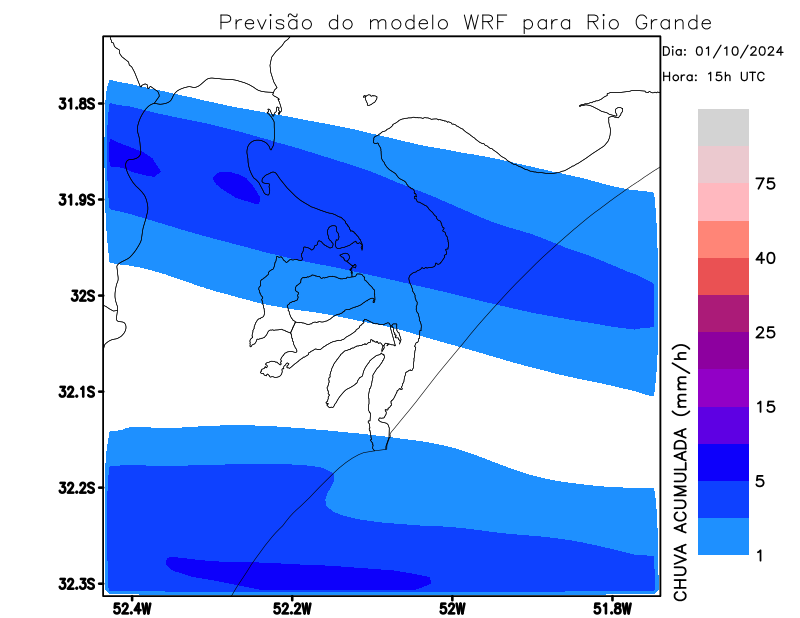 Previsão do modelo WRF para Rio Grande
Dia: 01/10/2024
Hora: 15h UTC
31.8S
31.9S
32S
32.1S
32.2S
32.3S
52.4W
52.2W
52W
51.8W
75
40
25
15
5
1
CHUVA ACUMULADA (mm/h)